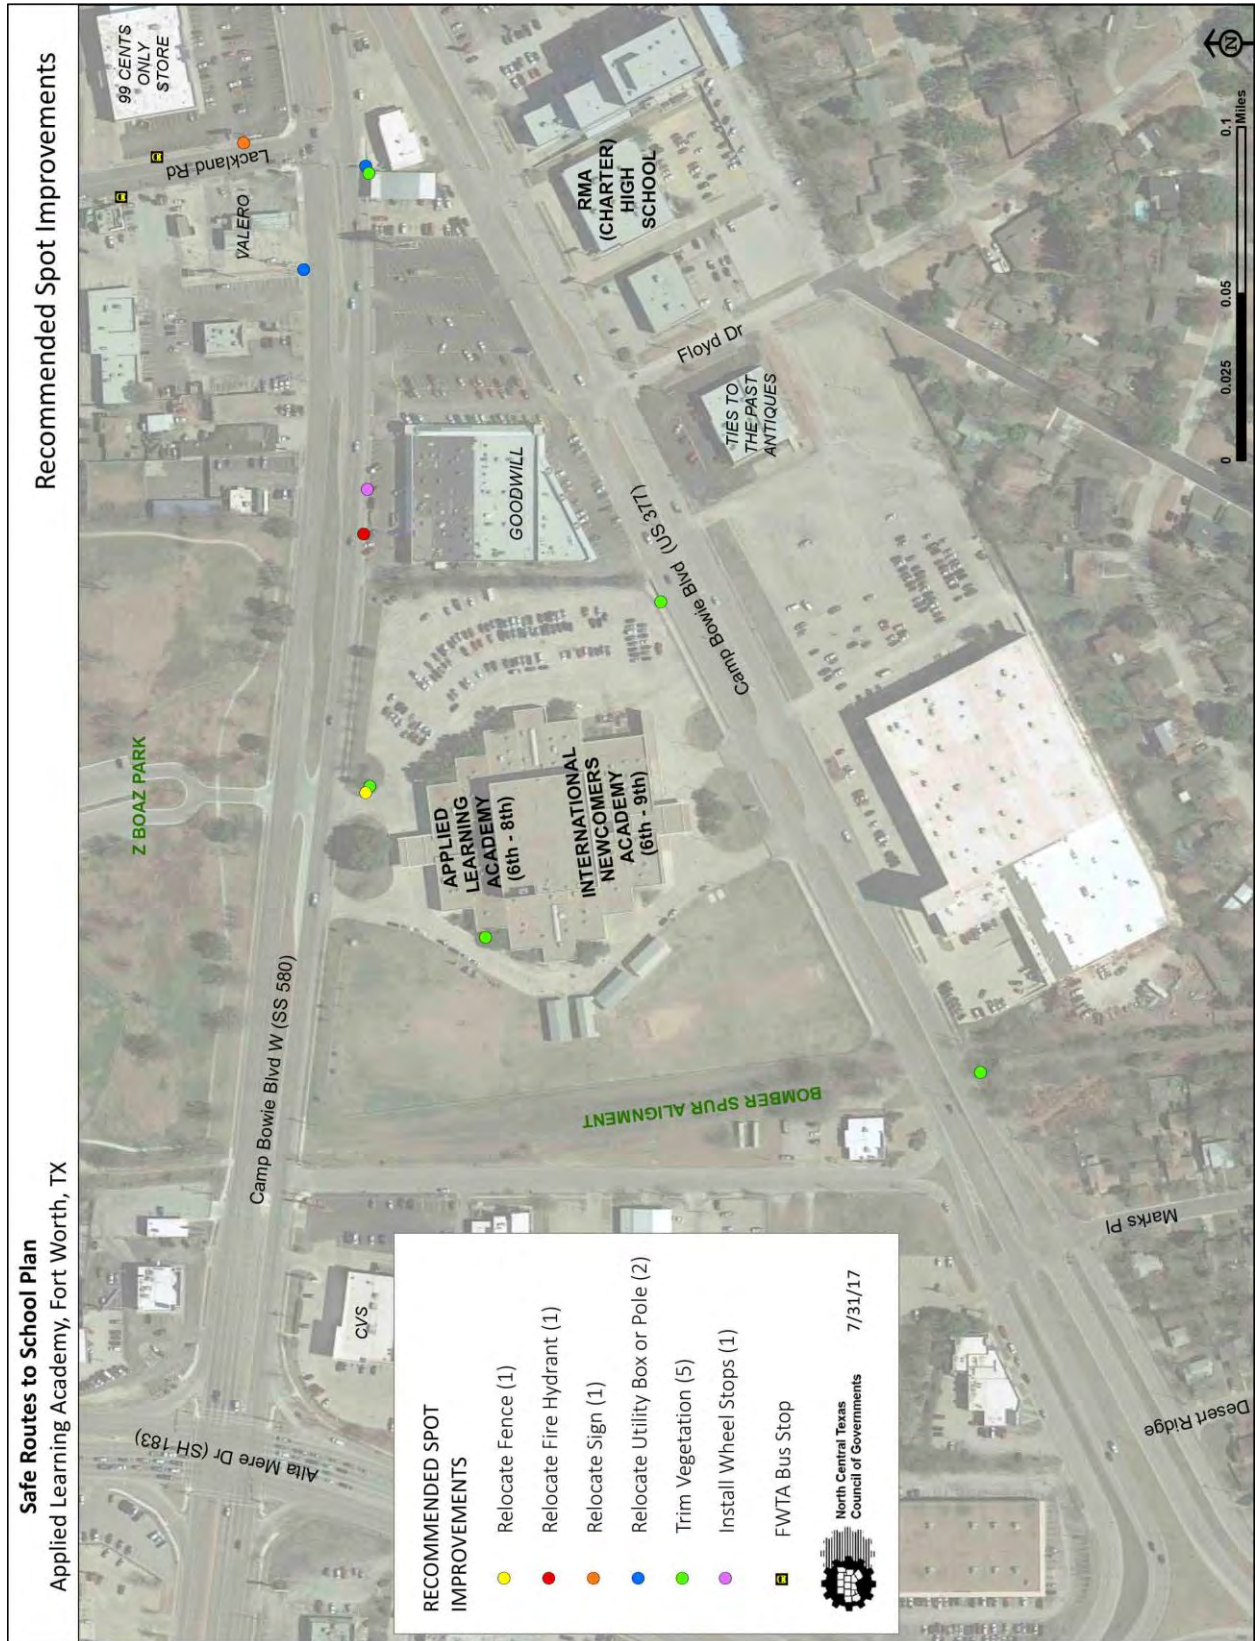 Safe Routes to School Plan
Applied Learning Academy, Fort Worth, TX
Recommended Spot Improvements
Alta Mere Dr (SH 183)
CVS
Camp Bowie Blvd W (SS 580)
Z BOAZ PARK
VALERO
Lackland Rd
99 CENTS
ONLY
STORE
APPLIED
LEARNING
ACADEMY
(6th - 8th)
INTERNATIONAL
NEWCOMERS
ACADEMY
(6th - 9th)
GOODWILL
BOMBER SPUR ALIGNMENT
Camp Bowie Blvd (US 377)
RMA
(CHARTER)
HIGH
SCHOOL
Floyd Dr
TIES TO
THE PAST
ANTIQUES
Marks Pl
Desert Ridge
RECOMMENDED SPOT
IMPROVEMENTS
Relocate Fence (1)
Relocate Fire Hydrant (1)
Relocate Sign (1)
Relocate Utility Box or Pole (2)
Trim Vegetation (5)
Install Wheel Stops (1)
FWTA Bus Stop
North Central Texas
Council of Governments
7/31/17
0 0.025 0.05 0.1
Miles
N